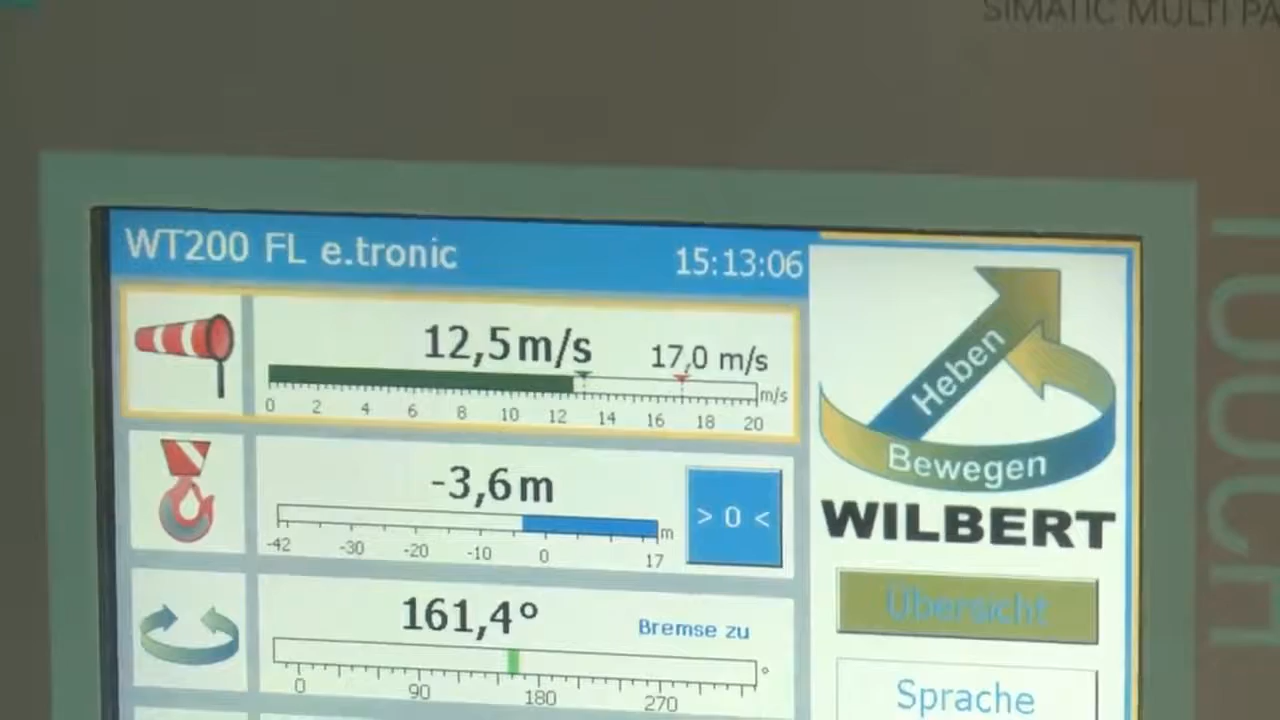 SIMATIC MULTI PA
TOUCH
WT200 FL e.tronic 15:13:06
12,5 m/s 17,0 m/s
m/s
0 2 4 6 8 10 12 14 16 18 20
-3,6 m
> 0 <
m
-42 -30 -20 -10 0 17
161,4° Bremse zu
°
0 90 180 270
Heben
Bewegen
WILBERT
Übersicht
Sprache